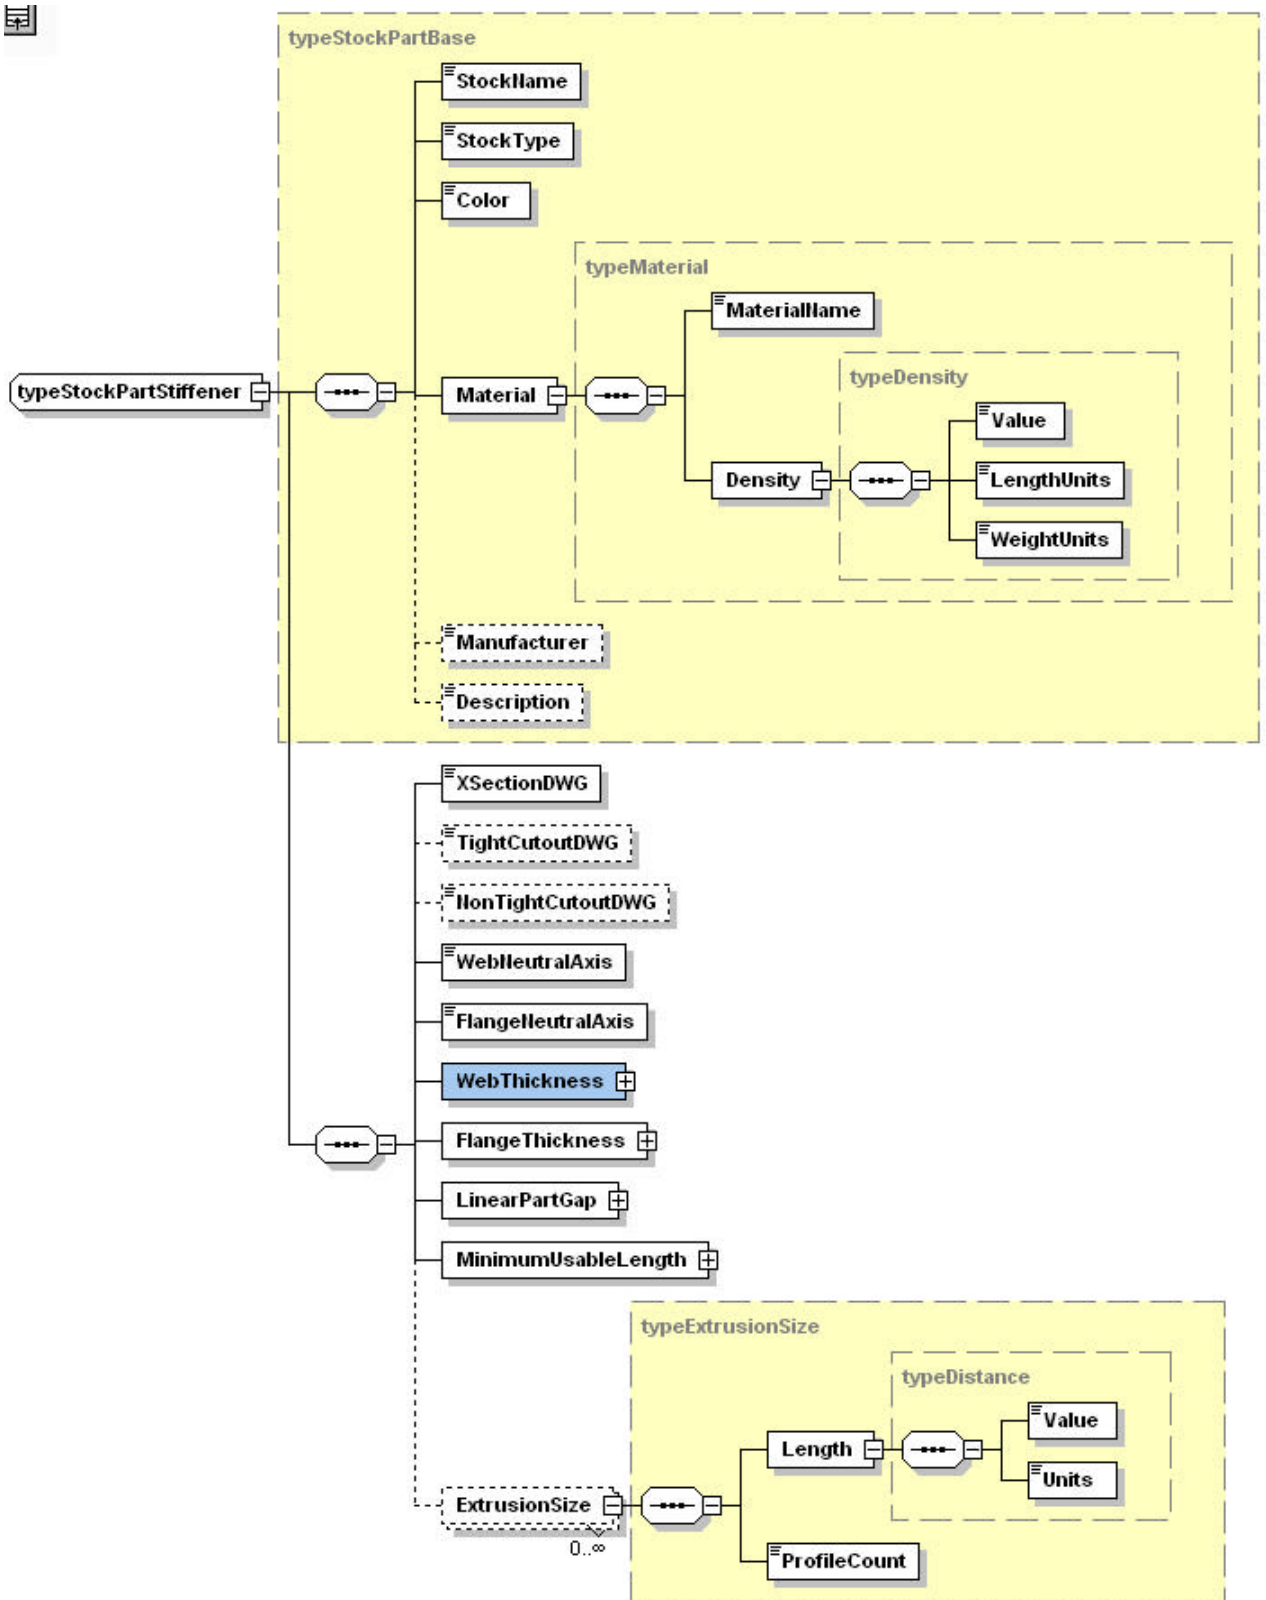 typeStockPartBase
StockName
StockType
Color
typeMaterial
MaterialName
typeStockPartStiffener
Material
typeDensity
Value
Density
LengthUnits
WeightUnits
Manufacturer
Description
XSectionDWG
TightCutoutDWG
NonTightCutoutDWG
WebNeutralAxis
FlangeNeutralAxis
WebThickness
FlangeThickness
LinearPartGap
MinimumUsableLength
typeExtrusionSize
typeDistance
Value
Length
Units
ExtrusionSize
0..∞
ProfileCount